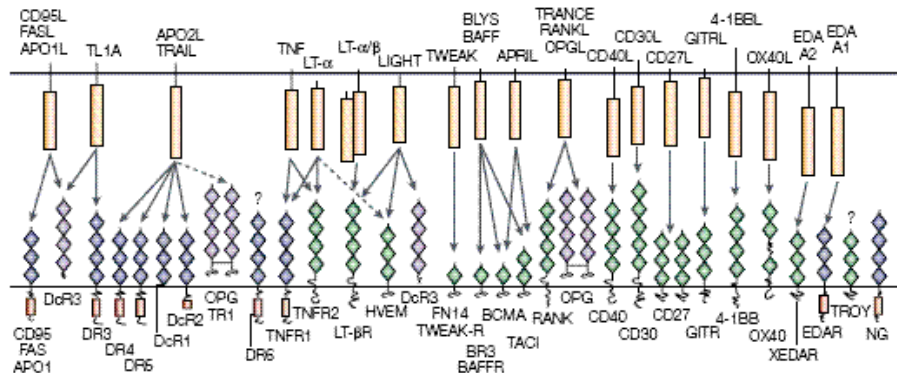 CD95L
FASL
APO1L
TL1A
APO2L
TRAIL
TNF
LT-α
LT-α/β
LIGHT
TWEAK
BLYS
BAFF
APRIL
TRANCE
RANKL
OPGL
CD40L
CD30L
CD27L
GITRL
4-1BBL
OX40L
EDA
A2
EDA
A1
?
?
CD95
FAS
APO1
DcR3
DR3
DR4
DR5
DcR1
DcR2
OPG
TR1
DR6
TNFR1
TNFR2
LT-βR
HVEM
DcR3
FN14
TWEAK-R
BR3
BAFFR
BCMA
TACI
RANK
OPG
CD40
CD30
CD27
GITR
4-1BB
OX40
XEDAR
EDAR
TROY
NG